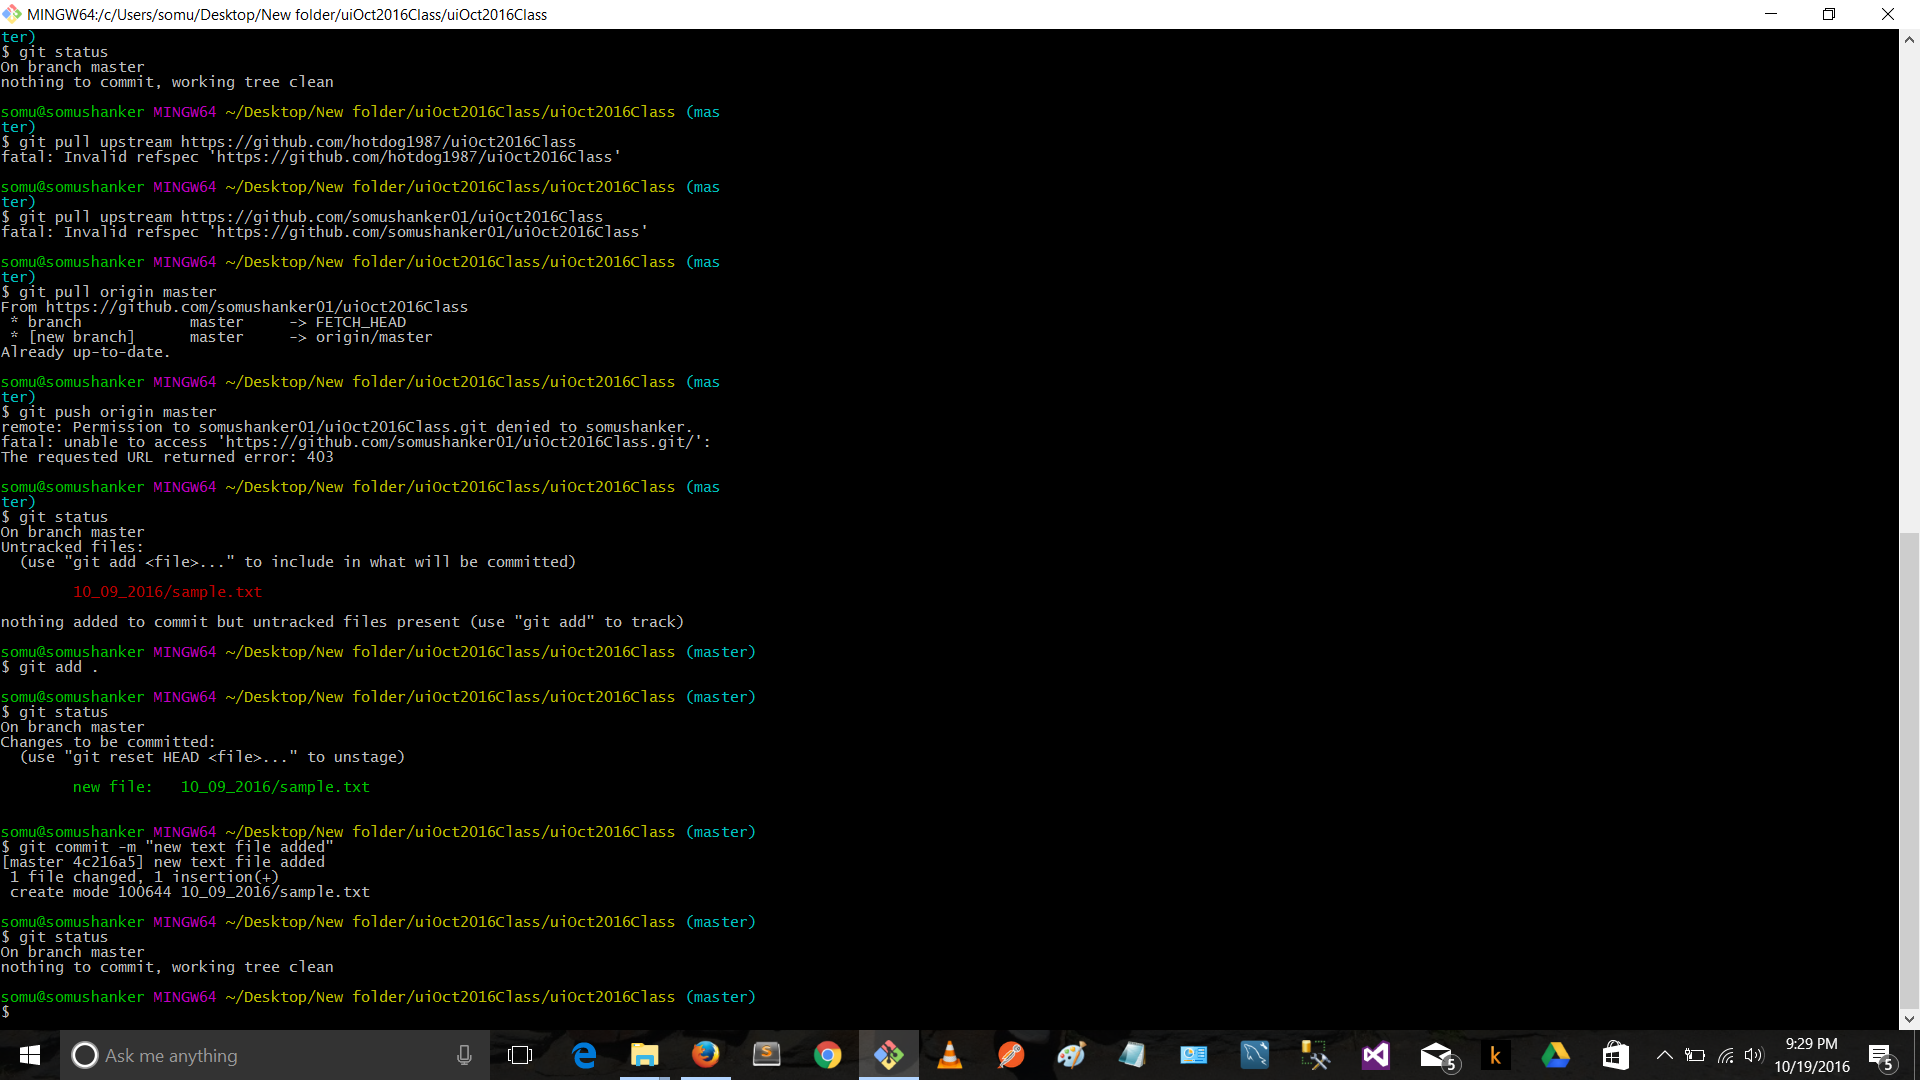 MINGW64:/c/Users/somu/Desktop/New folder/uiOct2016Class/uiOct2016Class
ter)
$ git status
On branch master
nothing to commit, working tree clean
somu@somushanker MINGW64 ~/Desktop/New folder/uiOct2016Class/uiOct2016Class (mas
ter)
$ git pull upstream https://github.com/hotdog1987/uiOct2016Class
fatal: Invalid refspec 'https://github.com/hotdog1987/uiOct2016Class'
somu@somushanker MINGW64 ~/Desktop/New folder/uiOct2016Class/uiOct2016Class (mas
ter)
$ git pull upstream https://github.com/somushanker01/uiOct2016Class
fatal: Invalid refspec 'https://github.com/somushanker01/uiOct2016Class'
somu@somushanker MINGW64 ~/Desktop/New folder/uiOct2016Class/uiOct2016Class (mas
ter)
$ git pull origin master
From https://github.com/somushanker01/uiOct2016Class
 * branch            master     -> FETCH_HEAD
 * [new branch]      master     -> origin/master
Already up-to-date.
somu@somushanker MINGW64 ~/Desktop/New folder/uiOct2016Class/uiOct2016Class (mas
ter)
$ git push origin master
remote: Permission to somushanker01/uiOct2016Class.git denied to somushanker.
fatal: unable to access 'https://github.com/somushanker01/uiOct2016Class.git/':
The requested URL returned error: 403
somu@somushanker MINGW64 ~/Desktop/New folder/uiOct2016Class/uiOct2016Class (mas
ter)
$ git status
On branch master
Untracked files:
  (use "git add <file>..." to include in what will be committed)
        10_09_2016/sample.txt
nothing added to commit but untracked files present (use "git add" to track)
somu@somushanker MINGW64 ~/Desktop/New folder/uiOct2016Class/uiOct2016Class (master)
$ git add .
somu@somushanker MINGW64 ~/Desktop/New folder/uiOct2016Class/uiOct2016Class (master)
$ git status
On branch master
Changes to be committed:
  (use "git reset HEAD <file>..." to unstage)
        new file:   10_09_2016/sample.txt
somu@somushanker MINGW64 ~/Desktop/New folder/uiOct2016Class/uiOct2016Class (master)
$ git commit -m "new text file added"
[master 4c216a5] new text file added
 1 file changed, 1 insertion(+)
 create mode 100644 10_09_2016/sample.txt
somu@somushanker MINGW64 ~/Desktop/New folder/uiOct2016Class/uiOct2016Class (master)
$ git status
On branch master
nothing to commit, working tree clean
somu@somushanker MINGW64 ~/Desktop/New folder/uiOct2016Class/uiOct2016Class (master)
$
Ask me anything
5
k
9:29 PM
10/19/2016
5